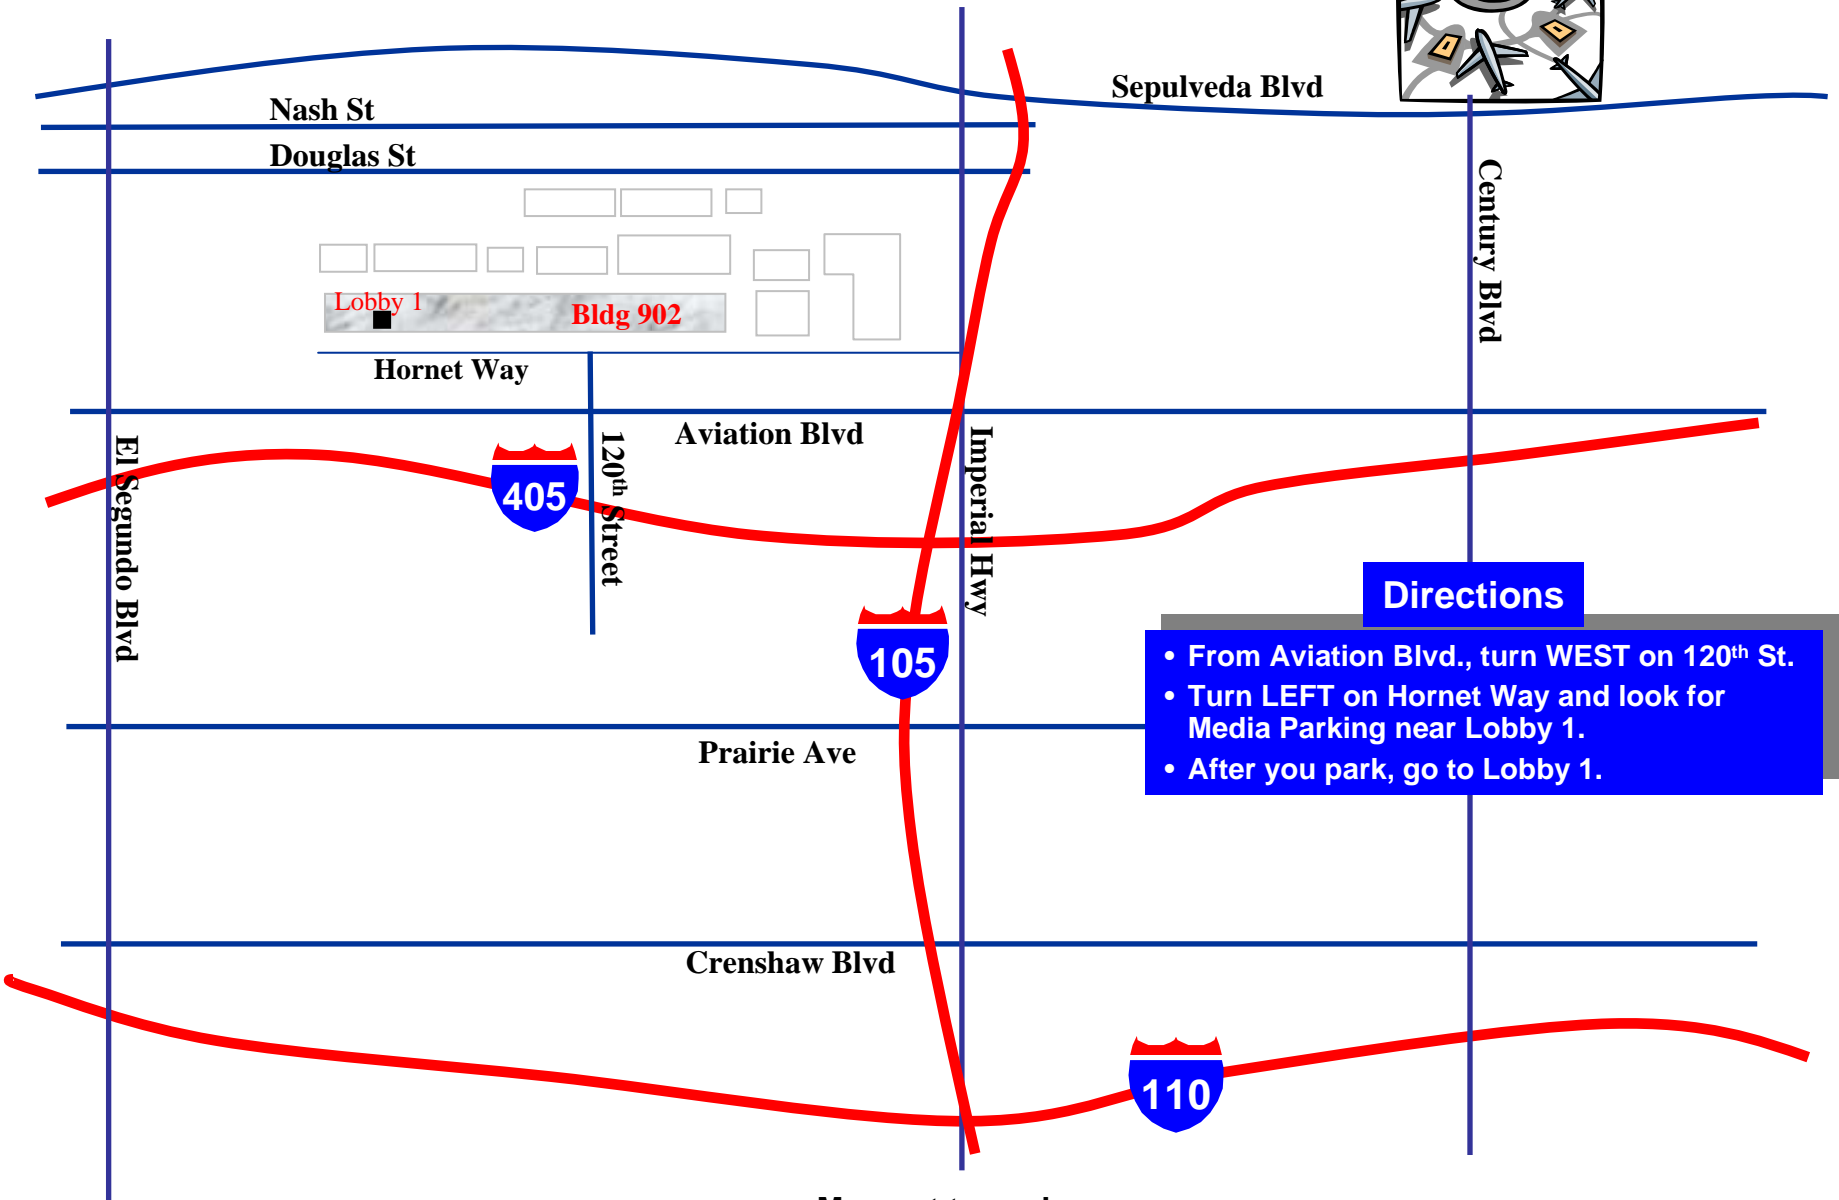 Sepulveda Blvd
Nash St
Douglas St
Century Blvd
Lobby 1
Bldg 902
Hornet Way
Aviation Blvd
El Segundo Blvd
405
120th Street
Imperial Hwy
105
Directions
• From Aviation Blvd., turn WEST on 120th St.
• Turn LEFT on Hornet Way and look for
Media Parking near Lobby 1.
• After you park, go to Lobby 1.
Prairie Ave
Crenshaw Blvd
110